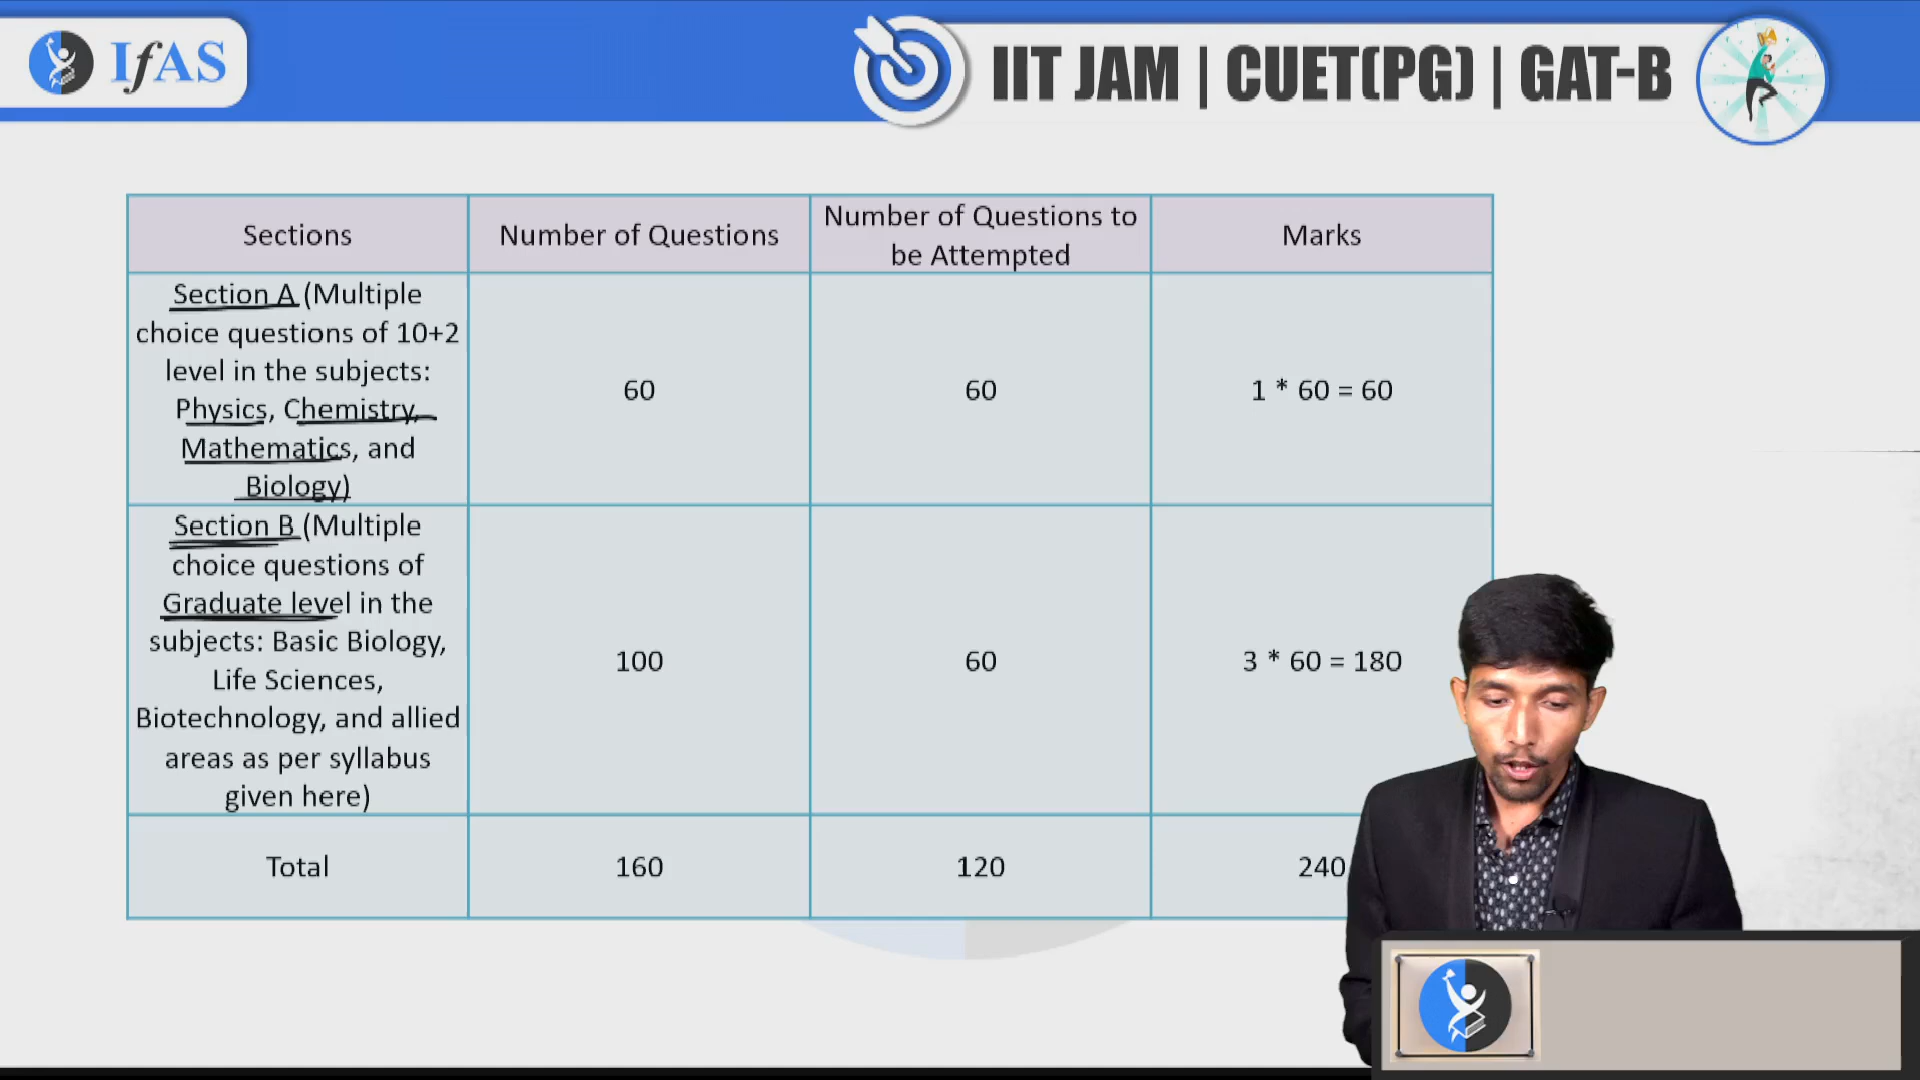 IfAS
IIT JAM | CUET(PG) | GAT-B
Sections
Number of Questions
Number of Questions to
be Attempted
Marks
Section A (Multiple
choice questions of 10+2
level in the subjects:
Physics, Chemistry,
Mathematics, and
Biology)
60
60
1 * 60 = 60
Section B (Multiple
choice questions of
Graduate level in the
subjects: Basic Biology,
Life Sciences,
Biotechnology, and allied
areas as per syllabus
given here)
100
60
3 * 60 = 180
Total
160
120
240